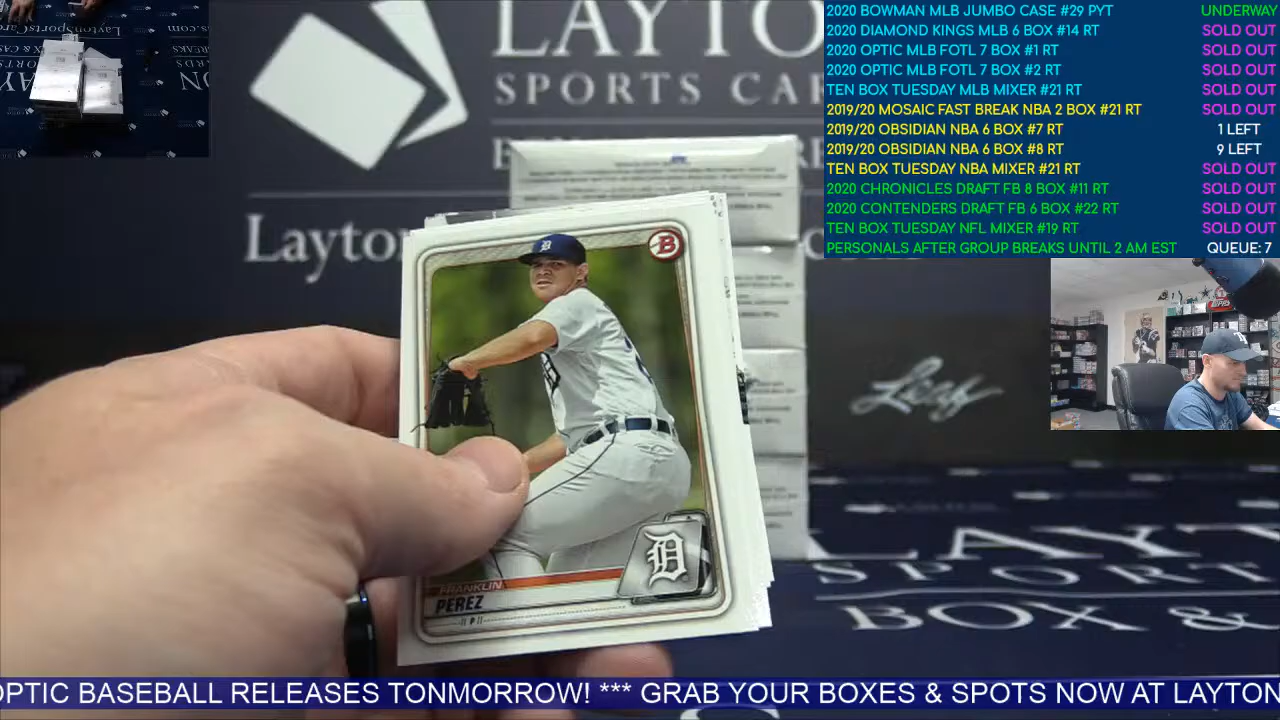 LAYTO
SPORTS CAR
Layto
2020 BOWMAN MLB JUMBO CASE #29 PYT UNDERWAY
2020 DIAMOND KINGS MLB 6 BOX #14 RT SOLD OUT
2020 OPTIC MLB FOTL 7 BOX #1 RT SOLD OUT
2020 OPTIC MLB FOTL 7 BOX #2 RT SOLD OUT
TEN BOX TUESDAY MLB MIXER #21 RT SOLD OUT
2019/20 MOSAIC FAST BREAK NBA 2 BOX #21 RT SOLD OUT
2019/20 OBSIDIAN NBA 6 BOX #7 RT 1 LEFT
2019/20 OBSIDIAN NBA 6 BOX #8 RT 9 LEFT
TEN BOX TUESDAY NBA MIXER #21 RT SOLD OUT
2020 CHRONICLES DRAFT FB 8 BOX #11 RT SOLD OUT
2020 CONTENDERS DRAFT FB 6 BOX #22 RT SOLD OUT
TEN BOX TUESDAY NFL MIXER #19 RT SOLD OUT
PERSONALS AFTER GROUP BREAKS UNTIL 2 AM EST QUEUE: 7
B
D
FRANKLIN
PEREZ
P
Leaf
LAYT
SPORT
BOX &
OPTIC BASEBALL RELEASES TONMORROW! *** GRAB YOUR BOXES & SPOTS NOW AT LAYTON